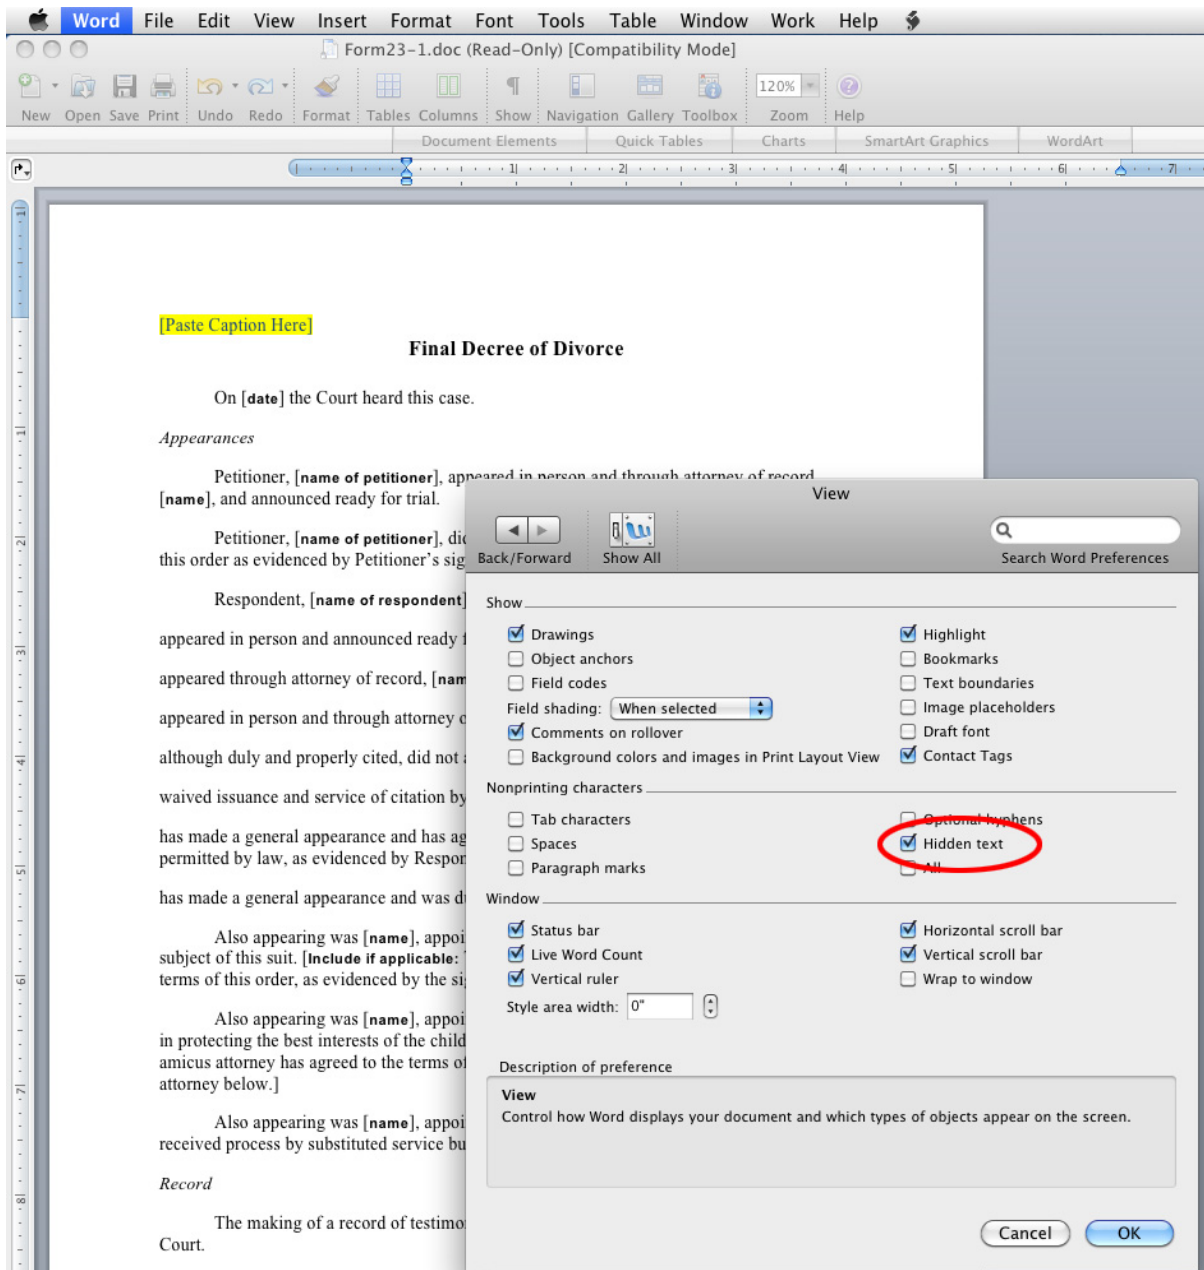 Word File Edit View Insert Format Font Tools Table Window Work Help
Form23-1.doc (Read-Only) [Compatibility Mode]
120%
New Open Save Print Undo Redo Format Tables Columns Show Navigation Gallery Toolbox Zoom Help
Document Elements Quick Tables Charts SmartArt Graphics WordArt
1 2 3 4 5 6 7
[Paste Caption Here]
Final Decree of Divorce
On [date] the Court heard this case.
Appearances
Petitioner, [name of petitioner], appeared in person and through attorney of record
[name], and announced ready for trial.
Petitioner, [name of petitioner], did
this order as evidenced by Petitioner's sig
Respondent, [name of respondent]
appeared in person and announced ready f
appeared through attorney of record, [nam
appeared in person and through attorney o
although duly and properly cited, did not a
waived issuance and service of citation by
has made a general appearance and has ag
permitted by law, as evidenced by Respon
has made a general appearance and was du
Also appearing was [name], appoi
subject of this suit. [Include if applicable:
terms of this order, as evidenced by the si
Also appearing was [name], appoi
in protecting the best interests of the child
amicus attorney has agreed to the terms of
attorney below.]
Also appearing was [name], appoi
received process by substituted service bu
Record
The making of a record of testimo
Court.
View
Back/Forward Show All Search Word Preferences
Show
Drawings
Object anchors
Field codes
Field shading: When selected
Comments on rollover
Background colors and images in Print Layout View
Highlight
Bookmarks
Text boundaries
Image placeholders
Draft font
Contact Tags
Nonprinting characters
Tab characters
Spaces
Paragraph marks
Optional hyphens
Hidden text
All
Window
Status bar
Live Word Count
Vertical ruler
Style area width: 0"
Horizontal scroll bar
Vertical scroll bar
Wrap to window
Description of preference
View
Control how Word displays your document and which types of objects appear on the screen.
Cancel OK